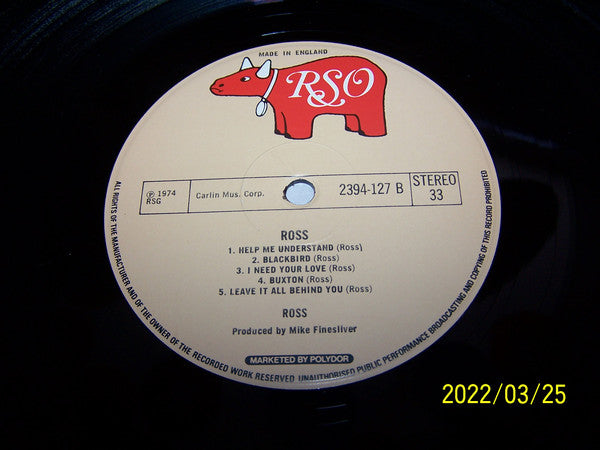 MADE IN ENGLAND
RSO
℗ 1974
RSG
Carlin Mus. Corp.
2394-127 B
STEREO
33
ROSS
1. HELP ME UNDERSTAND (Ross)
2. BLACKBIRD (Ross)
3. I NEED YOUR LOVE (Ross)
4. BUXTON (Ross)
5. LEAVE IT ALL BEHIND YOU (Ross)
ROSS
Produced by Mike Finesliver
MARKETED BY POLYDOR
ALL RIGHTS OF THE MANUFACTURER AND OF THE OWNER OF THE RECORDED WORK RESERVED UNAUTHORISED PUBLIC PERFORMANCE BROADCASTING AND COPYING OF THIS RECORD PROHIBITED
2022/03/25